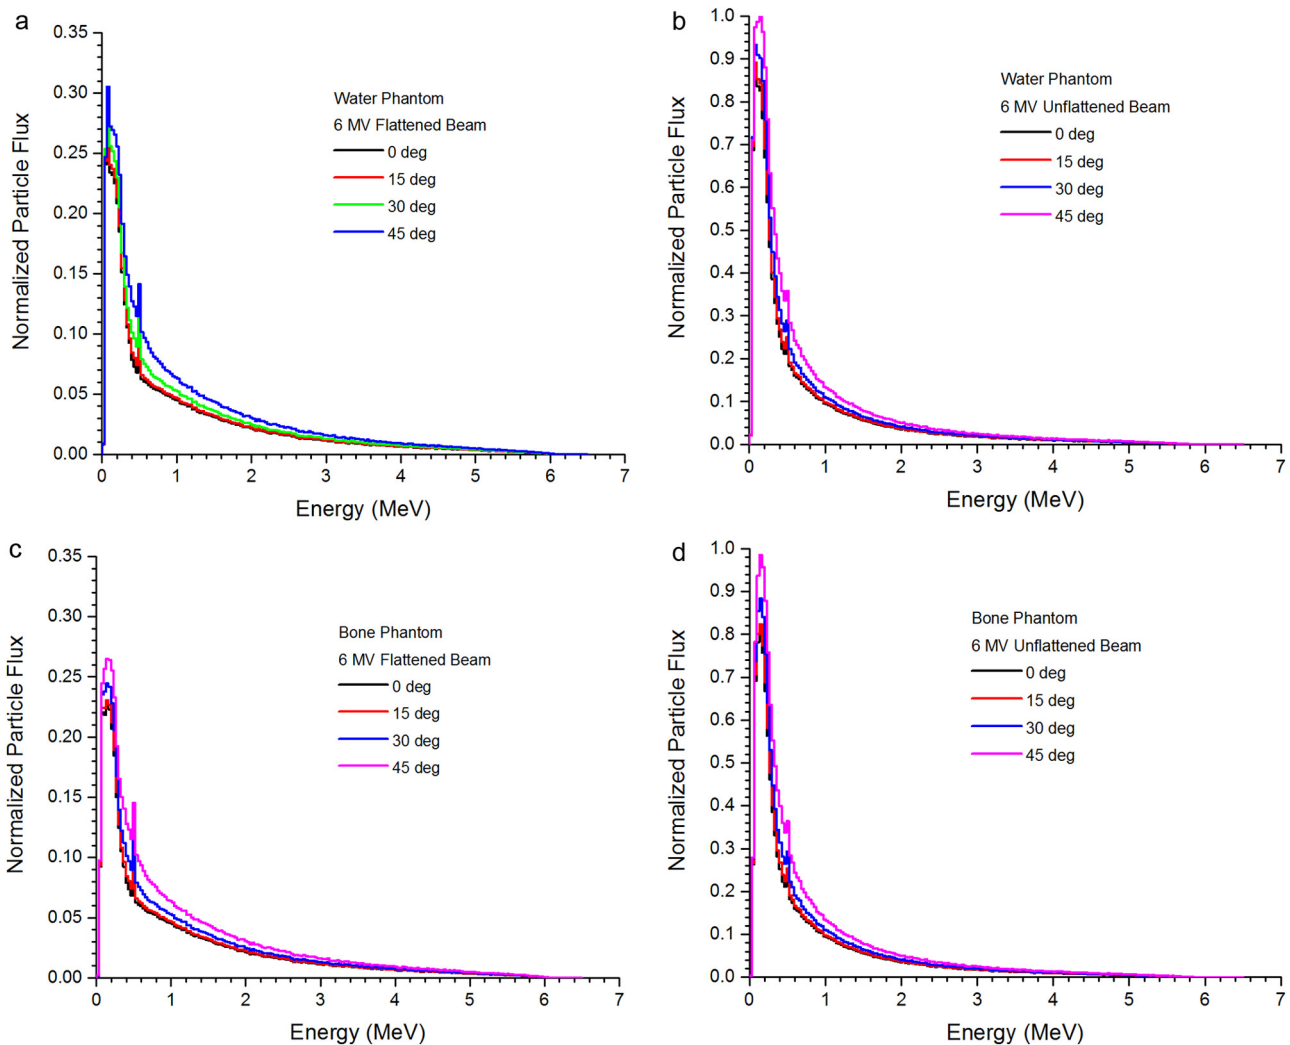 a
0.35
0.30
0.25
0.20
0.15
0.10
0.05
0.00
Normalized Particle Flux
Water Phantom
6 MV Flattened Beam
0 deg
15 deg
30 deg
45 deg
0 1 2 3 4 5 6 7
Energy (MeV)
b
1.0
0.9
0.8
0.7
0.6
0.5
0.4
0.3
0.2
0.1
0.0
Normalized Particle Flux
Water Phantom
6 MV Unflattened Beam
0 deg
15 deg
30 deg
45 deg
0 1 2 3 4 5 6 7
Energy (MeV)
c
0.35
0.30
0.25
0.20
0.15
0.10
0.05
0.00
Normalized Particle Flux
Bone Phantom
6 MV Flattened Beam
0 deg
15 deg
30 deg
45 deg
0 1 2 3 4 5 6 7
Energy (MeV)
d
1.0
0.9
0.8
0.7
0.6
0.5
0.4
0.3
0.2
0.1
0.0
Normalized Particle Flux
Bone Phantom
6 MV Unflattened Beam
0 deg
15 deg
30 deg
45 deg
0 1 2 3 4 5 6 7
Energy (MeV)